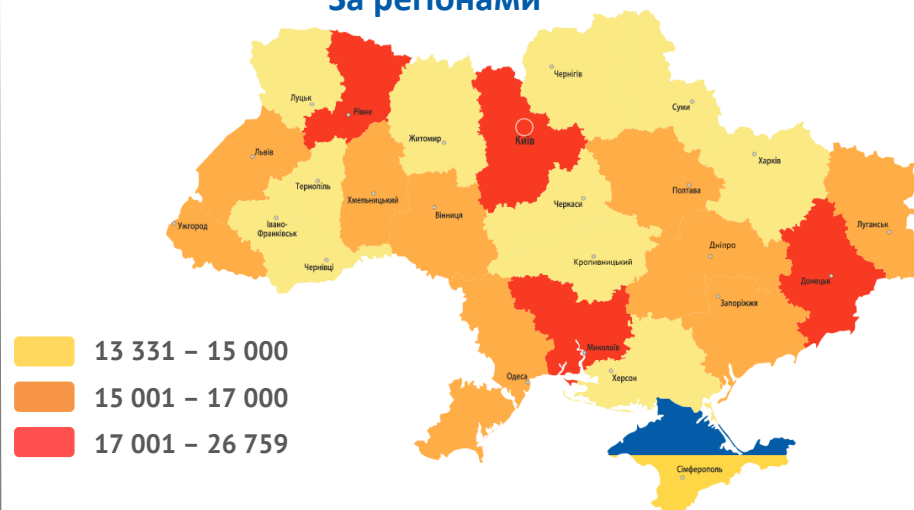 За регіонами
Чернігів
Луцьк
Рівне
Суми
Київ
Житомир
Львів
Харків
Тернопіль
Полтава
Хмельницький
Черкаси
Вінниця
Ужгород
Івано-
Франківськ
Луганськ
Дніпро
Чернівці
Кропивницький
Донецьк
Запоріжжя
Миколаїв
13 331 – 15 000
Одеса
Херсон
15 001 – 17 000
17 001 – 26 759
Сімферополь